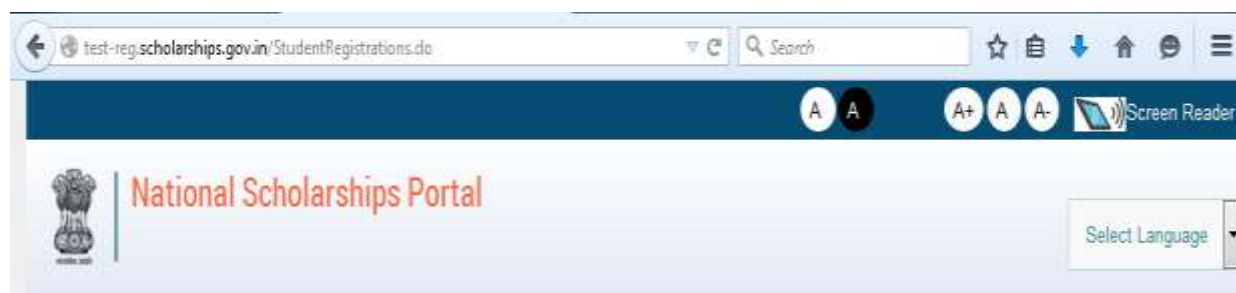 test-reg.scholarships.gov.in/StudentRegistrations.do Search
A A A+ A A- Screen Reader
National Scholarships Portal
Select Language